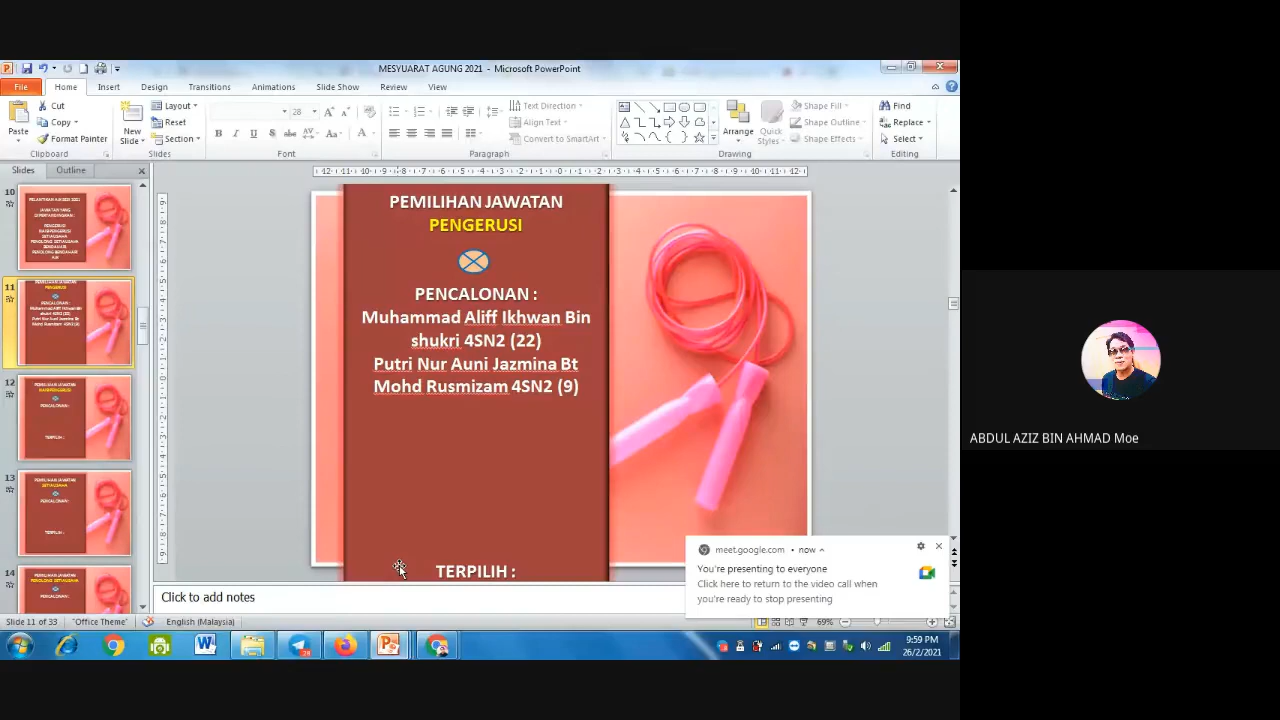 MESYUARAT AGUNG 2021 - Microsoft PowerPoint
File Home Insert Design Transitions Animations Slide Show Review View
Cut
Copy
Format Painter
Paste
Clipboard
New
Slide
Layout
Reset
Section
Slides
28
Font
Text Direction
Align Text
Convert to SmartArt
Paragraph
Arrange
Quick
Styles
Shape Fill
Shape Outline
Shape Effects
Drawing
Find
Replace
Select
Editing
Slides Outline
10
11
12
13
14
PEMILIHAN JAWATAN
PENGERUSI
PENCALONAN :
Muhammad Aliff Ikhwan Bin
shukri 4SN2 (22)
Putri Nur Auni Jazmina Bt
Mohd Rusmizam 4SN2 (9)
TERPILIH :
meet.google.com • now
You're presenting to everyone
Click here to return to the video call when
you're ready to stop presenting
Click to add notes
Slide 11 of 33 "Office Theme" English (Malaysia) 69%
9:59 PM
26/2/2021
ABDUL AZIZ BIN AHMAD Moe